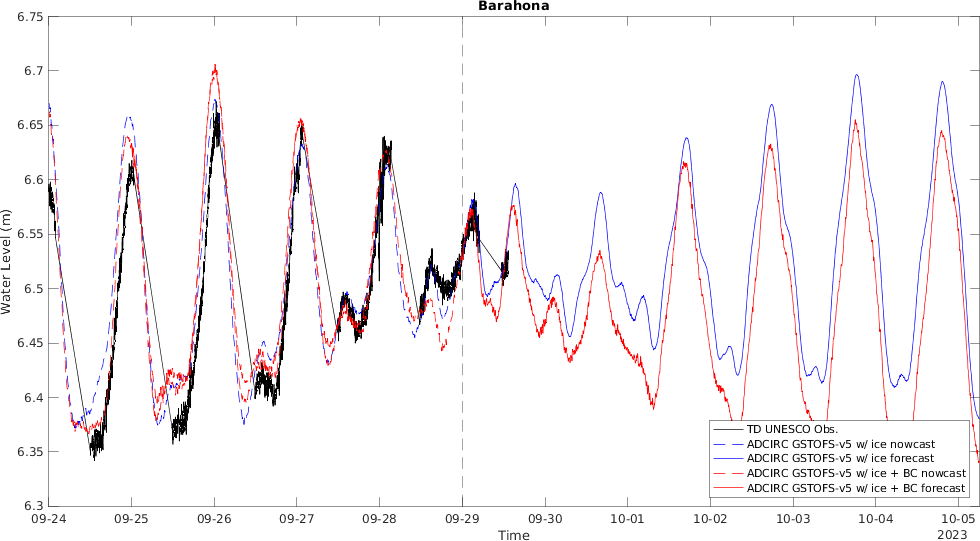 Barahona
6.75
6.7
6.65
6.6
6.55
6.5
6.45
6.4
6.35
6.3
Water Level (m)
TD UNESCO Obs.
ADCIRC GSTOFS-v5 w/ ice nowcast
ADCIRC GSTOFS-v5 w/ ice forecast
ADCIRC GSTOFS-v5 w/ ice + BC nowcast
ADCIRC GSTOFS-v5 w/ ice + BC forecast
09-24 09-25 09-26 09-27 09-28 09-29 09-30 10-01 10-02 10-03 10-04 10-05
Time
2023